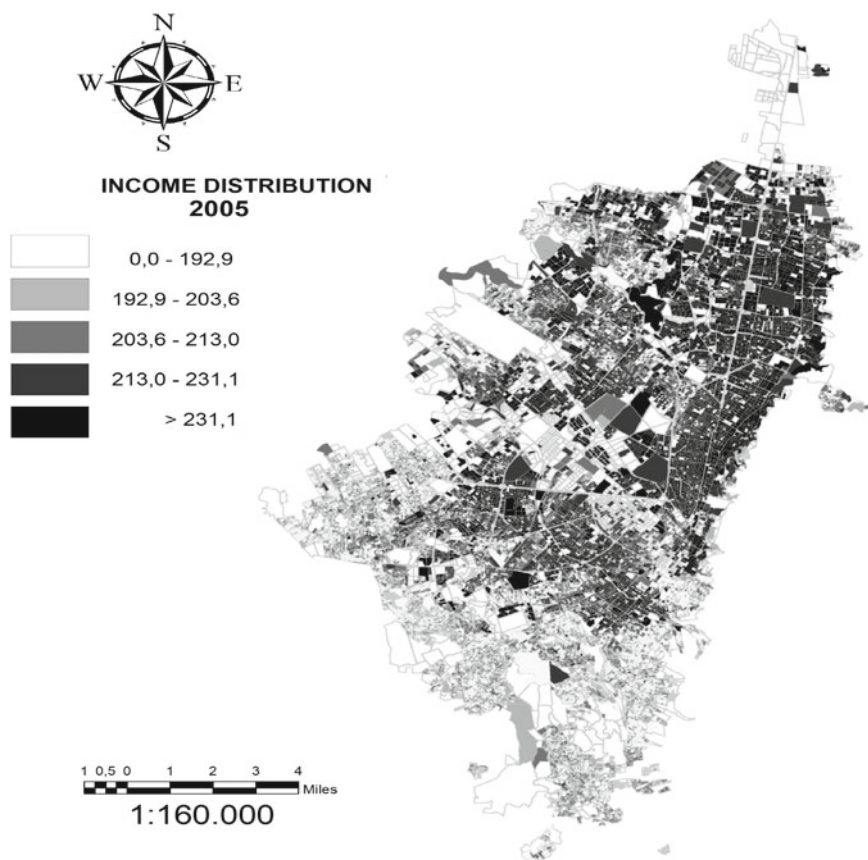 N
W E
S
INCOME DISTRIBUTION
2005
0,0 - 192,9
192,9 - 203,6
203,6 - 213,0
213,0 - 231,1
> 231,1
1 0,5 0 1 2 3 4
Miles
1:160.000